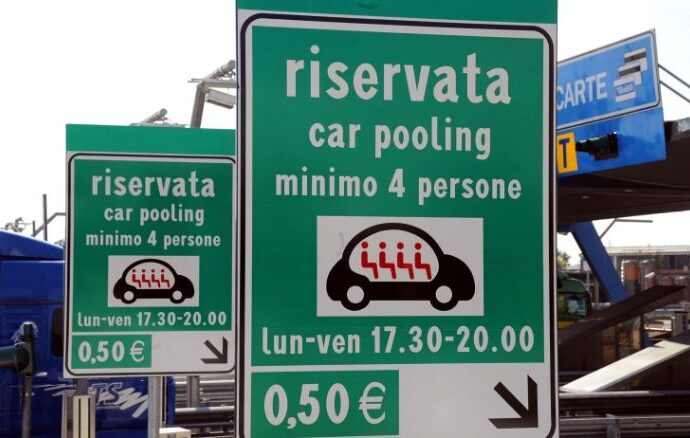 riservata
car pooling
minimo 4 persone
lun-ven 17.30-20.00
0,50 €
riservata
car pooling
minimo 4 persone
lun-ven 17.30-20.00
0,50 €
CARTE
T
TS